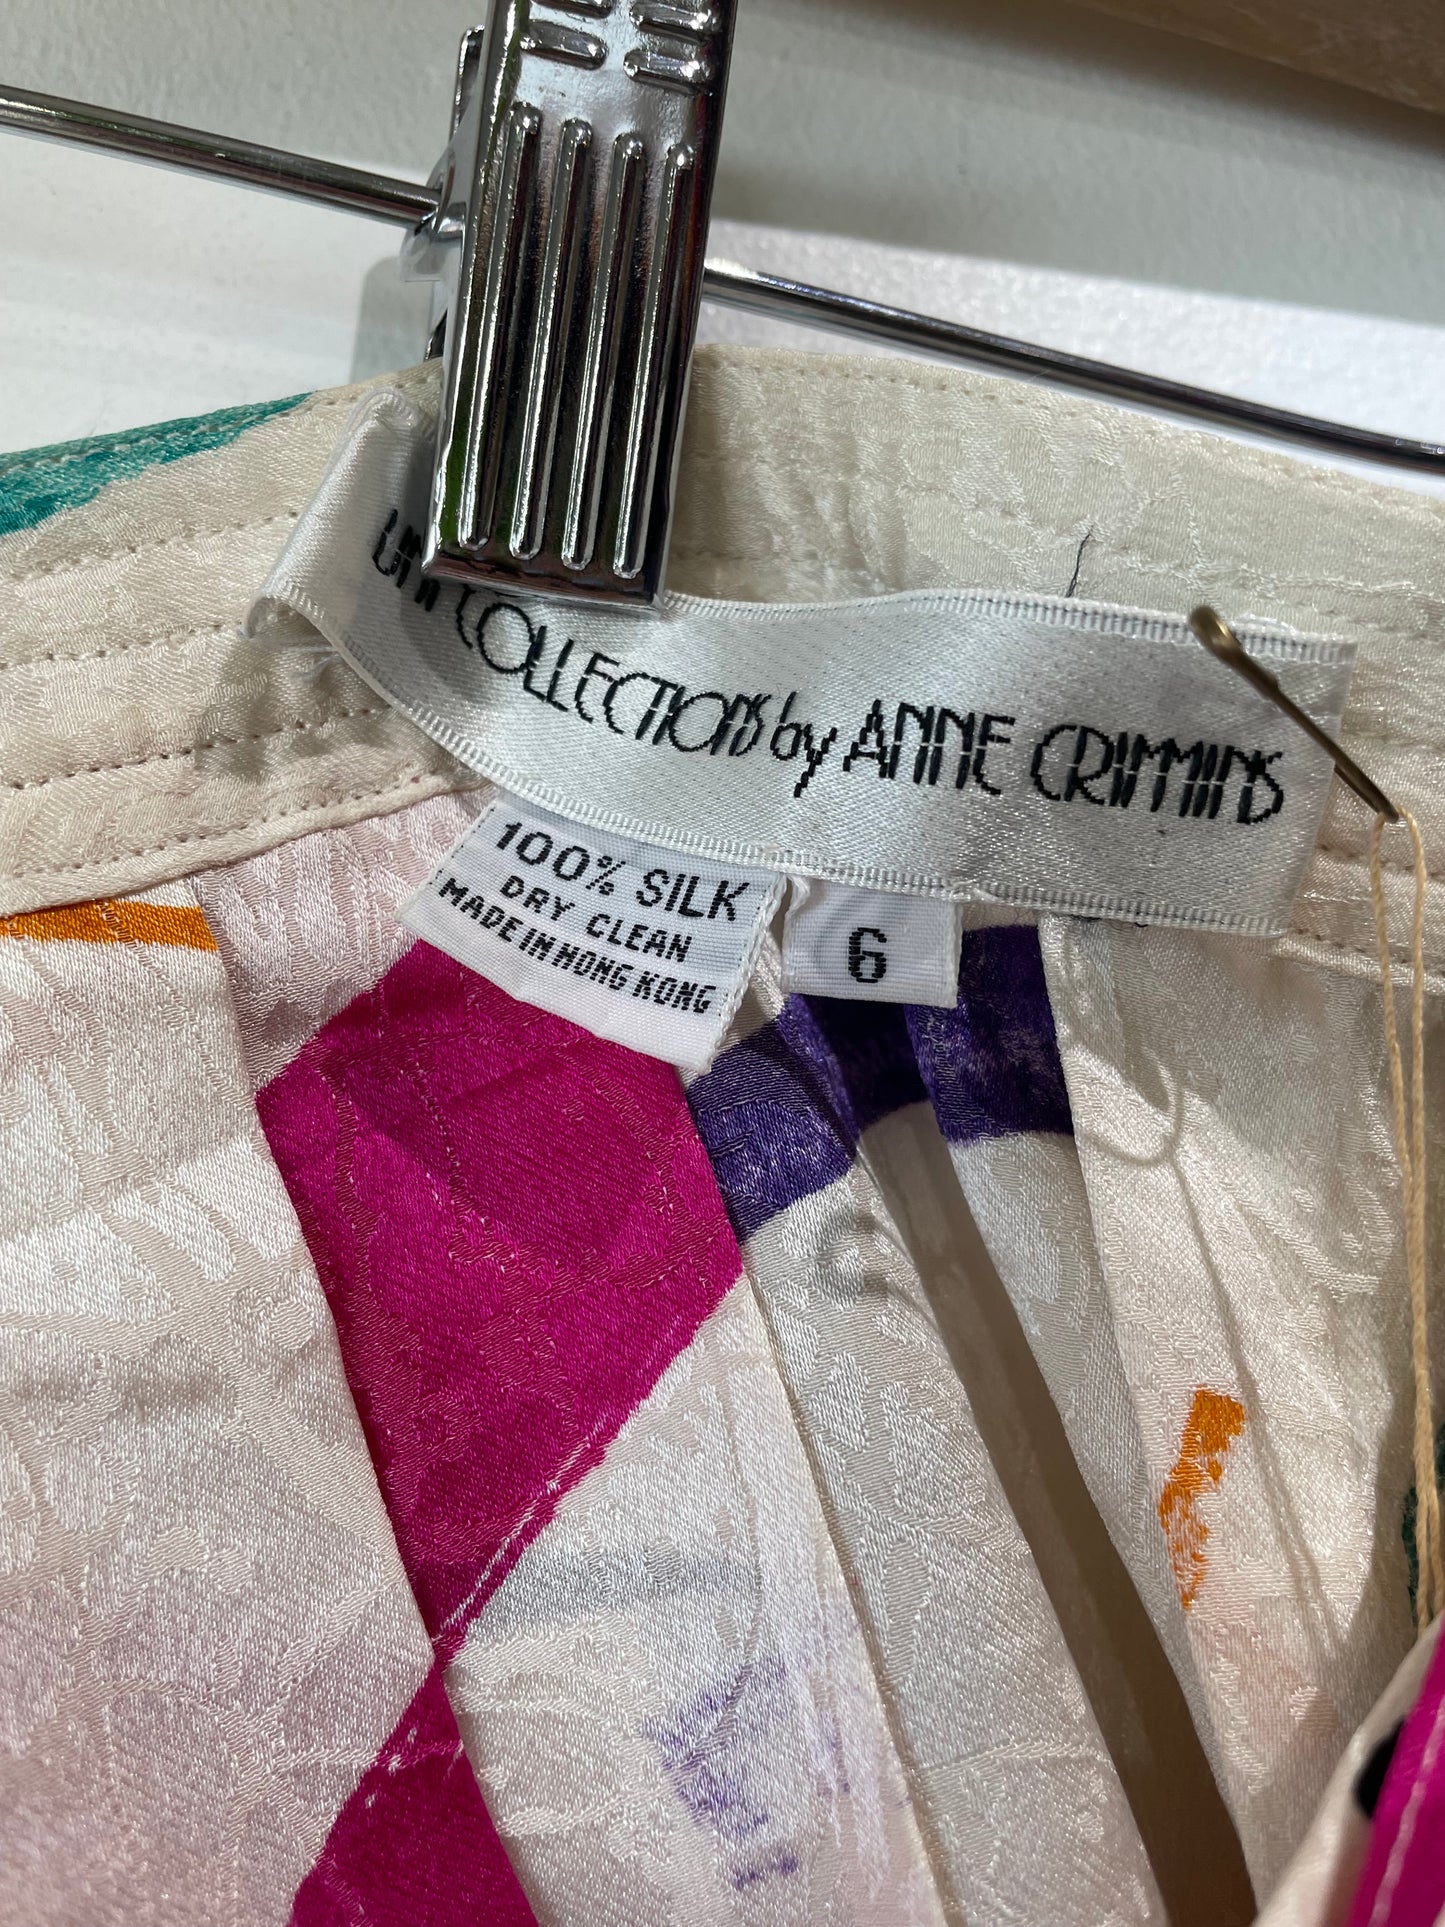 COLLECTIONS by ANNE CRIMMINS
100% SILK
DRY CLEAN
MADE IN HONG KONG
6